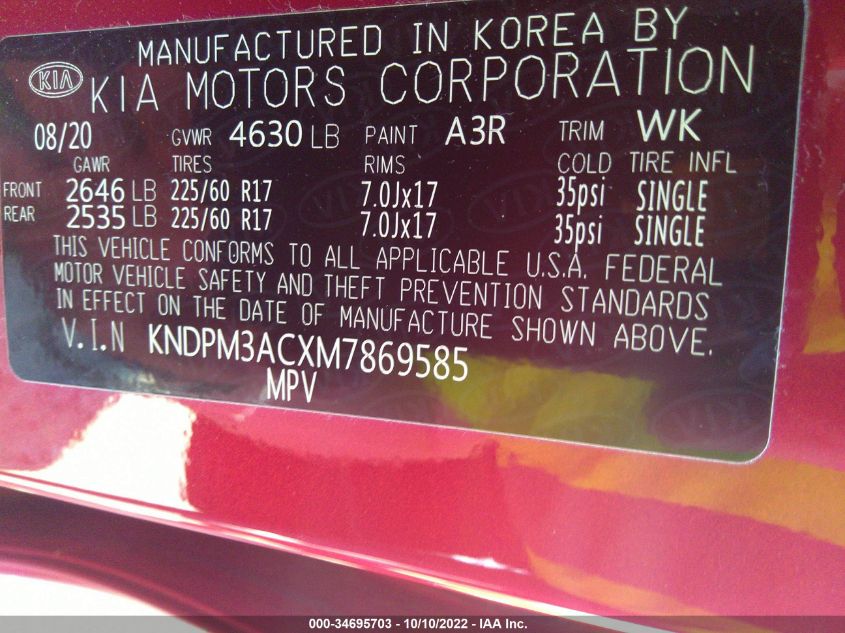 MANUFACTURED IN KOREA BY
KIA KIA MOTORS CORPORATION
08/20 GVWR 4630 LB PAINT A3R TRIM WK
GAWR TIRES RIMS COLD TIRE INFL
FRONT 2646 LB 225/60 R17 7.0Jx17 35psi SINGLE
REAR 2535 LB 225/60 R17 7.0Jx17 35psi SINGLE
THIS VEHICLE CONFORMS TO ALL APPLICABLE U.S.A. FEDERAL
MOTOR VEHICLE SAFETY AND THEFT PREVENTION STANDARDS
IN EFFECT ON THE DATE OF MANUFACTURE SHOWN ABOVE.
V.I.N KNDPM3ACXM7869585
MPV
000-34695703 - 10/10/2022 - IAA Inc.